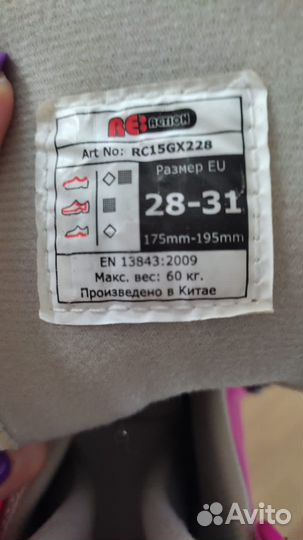 RE:ACTION
Art No: RC15GX228
Размер EU
28-31
175mm-195mm
EN 13843:2009
Макс. вес: 60 кг.
Произведено в Китае
Avito